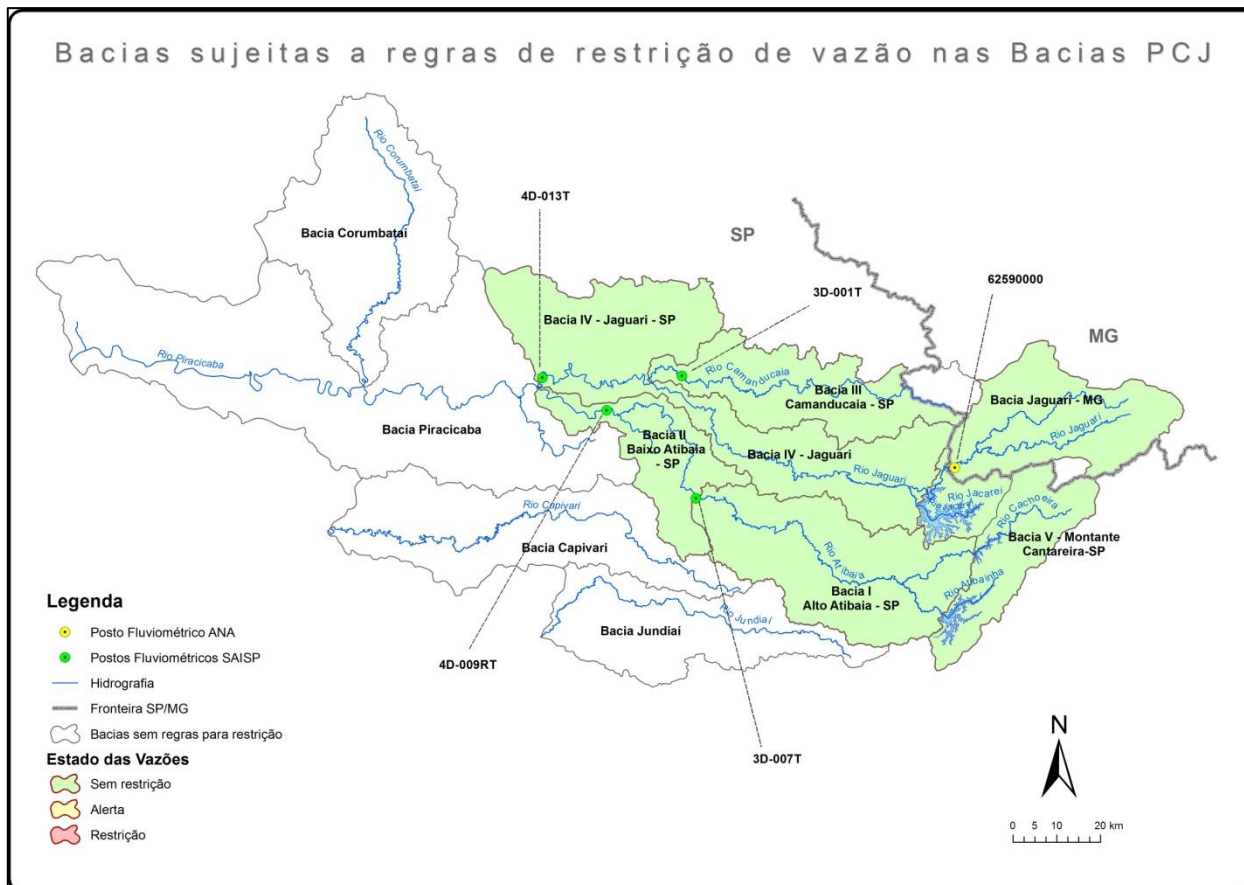 Bacias sujeitas a regras de restrição de vazão nas Bacias PCJ
Rio Corumbataí
4D-013T
Bacia Corumbataí
SP
62590000
3D-001T
Bacia IV - Jaguari - SP
MG
Rio Piracicaba
Rio Camanducaia
Bacia III
Camanducaia - SP
Bacia Jaguari - MG
Bacia Piracicaba
Bacia II
Baixo Atibaia
- SP
Rio Jaguari
Bacia IV - Jaguari
Rio Jaguari
Rio Jacareí
Rio Cachoeira
Rio Capivari
Bacia V - Montante
Cantareira-SP
Bacia Capivari
Rio Atibaia
Rio Atibainha
Bacia I
Alto Atibaia - SP
Legenda
Posto Fluviométrico ANA
Rio Jundiaí
Bacia Jundiaí
Postos Fluviométricos SAISP
4D-009RT
Hidrografia
Fronteira SP/MG
Bacias sem regras para restrição
N
3D-007T
Estado das Vazões
Sem restrição
Alerta
0 5 10 20 km
Restrição